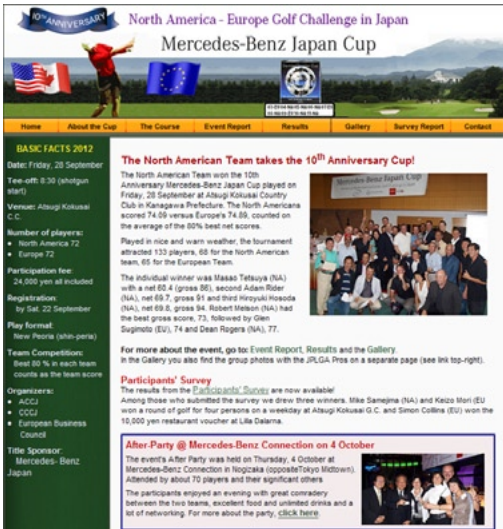 10TH ANNIVERSARY
North America - Europe Golf Challenge in Japan
Mercedes-Benz Japan Cup
Home
About the Cup
The Course
Event Report
Results
Gallery
Survey Report
Contact
BASIC FACTS 2012
Date: Friday, 28 September
Tee-off: 8:30 (shotgun
start)
Venue: Atsugi Kokusai
C.C.
Number of players:
North America 72
Europe 72
Participation fee:
24,000 yen all included
Registration:
by Sat. 22 September
Play format:
New Peoria (shin-peria)
Team Competition:
Best 80 % in each team
counts as the team score
Organizers:
ACCJ
CCCJ
European Business
Council
Title Sponsor:
Mercedes- Benz
Japan
The North American Team takes the 10th Anniversary Cup!
The North American Team won the 10th
Anniversary Mercedes-Benz Japan Cup played on
Friday, 28 September at Atsugi Kokusai Country
Club in Kanagawa Prefecture. The North Americans
scored 74.09 versus Europe's 74.89, counted on
the average of the 80% best net scores.
Played in nice and warm weather, the tournament
attracted 133 players, 68 for the North American
team, 65 for the European Team.
The individual winner was Masao Tetsuya (NA)
with a net 68.4 (gross 86), second Adam Rider
(NA), net 69.7, gross 91 and third Hiroyuki Hosoda
(NA), net 69.8, gross 94. Robert Melson (NA) had
the best gross score, 73, followed by Glen
Sugimoto (EU), 74 and Dean Rogers (NA), 77.
Mercedes-Benz Japan Cup
For more about the event, go to: Event Report, Results and the Gallery.
In the Gallery you also find the group photos with the JPLGA Pros on a separate page (see link top-right).
Participants' Survey
The results from the Participants' Survey are now available!
Among those who submitted the survey we drew three winners. Mike Samejima (NA) and Keizo Mori (EU
won a round of golf for four persons on a weekday at Atsugi Kokusai G.C. and Simon Collins (EU) won the
10,000 yen restaurant voucher at Lilla Dalarna.
After-Party @ Mercedes-Benz Connection on 4 October
The event's After Party was held on Thursday, 4 October at
Mercedes-Benz Connection in Nogizaka (oppositeTokyo Midtown).
Attended by about 70 players and their significant others
The participants enjoyed an evening with great comradery
between the two teams, excellent food and unlimited drinks and a
lot of networking. For more about the party, click here.